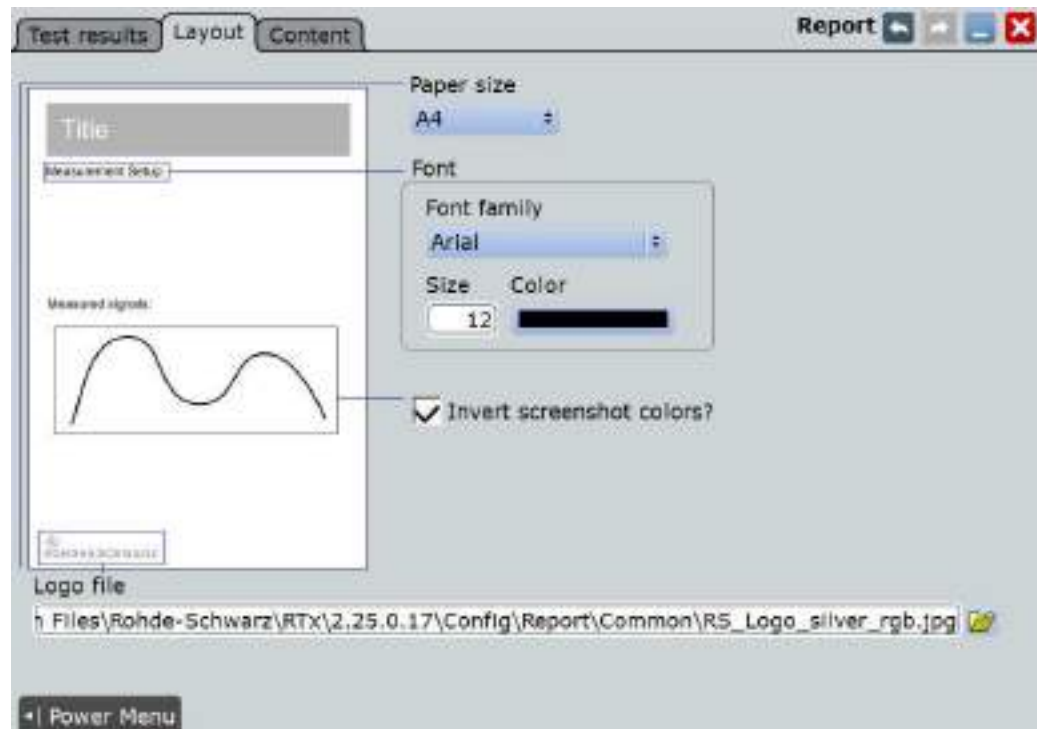 Test results Layout Content Report
Paper size
A4
Title
Measurement Setup
Font
Font family
Arial
Size Color
12
Measured signals:
Invert screenshot colors?
ROHDE&SCHWARZ
Logo file
n Files\Rohde-Schwarz\RTx\2.25.0.17\Config\Report\Common\RS_Logo_silver_rgb.jpg
Power Menu